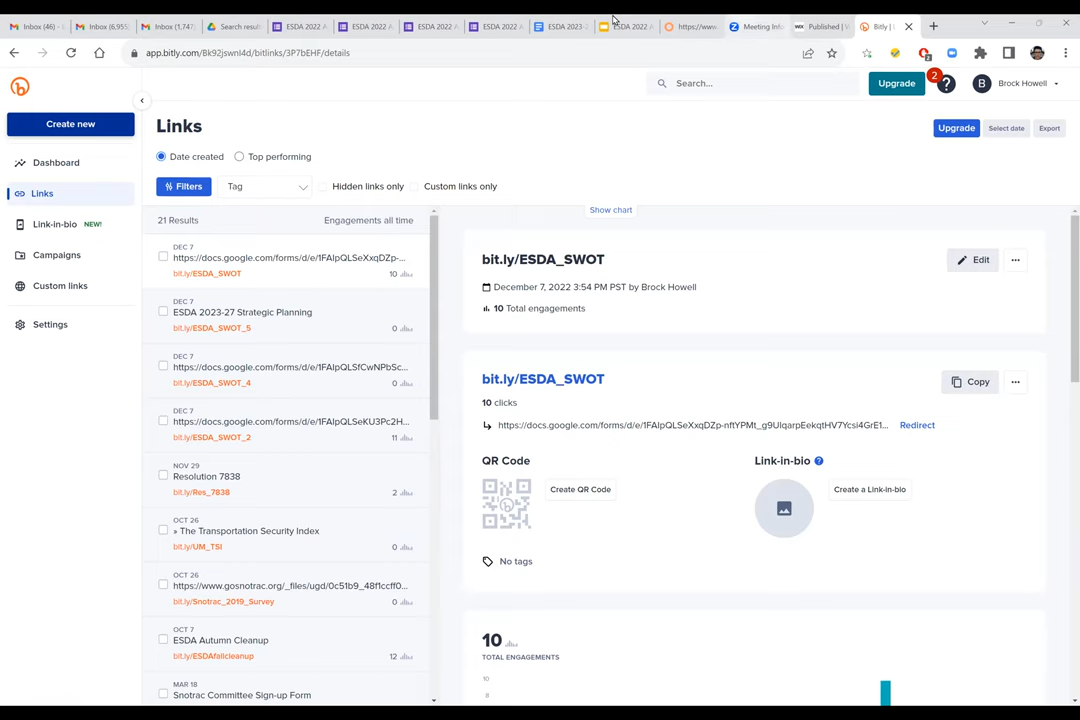 Inbox (46) -
Inbox (6,955
Inbox (1,747
Search result
ESDA 2022 A
ESDA 2022 A
ESDA 2022 A
ESDA 2022 A
ESDA 2023-
ESDA 2022 A
https://www
Meeting Info
Published | W
Bitly | L
app.bitly.com/Bk92jswnI4d/bitlinks/3P7bEHF/details
Search...
Upgrade
2
B Brock Howell
Create new
Links
Upgrade
Select date
Export
Date created
Top performing
Dashboard
Filters
Tag
Hidden links only
Custom links only
Links
Link-in-bio NEW!
Campaigns
Custom links
Settings
21 Results
Engagements all time
Show chart
DEC 7
https://docs.google.com/forms/d/e/1FAIpQLSeXxqDZp-...
bit.ly/ESDA_SWOT
10
DEC 7
ESDA 2023-27 Strategic Planning
bit.ly/ESDA_SWOT_5
0
DEC 7
https://docs.google.com/forms/d/e/1FAIpQLSfCwNPbSc...
bit.ly/ESDA_SWOT_4
0
DEC 7
https://docs.google.com/forms/d/e/1FAIpQLSeKU3Pc2H...
bit.ly/ESDA_SWOT_2
11
NOV 29
Resolution 7838
bit.ly/Res_7838
2
OCT 26
» The Transportation Security Index
bit.ly/UM_TSI
0
OCT 26
https://www.gosnotrac.org/_files/ugd/0c51b9_48f1ccff0...
bit.ly/Snotrac_2019_Survey
0
OCT 7
ESDA Autumn Cleanup
bit.ly/ESDAfallcleanup
12
MAR 18
Snotrac Committee Sign-up Form
bit.ly/ESDA_SWOT
Edit
December 7, 2022 3:54 PM PST by Brock Howell
10 Total engagements
bit.ly/ESDA_SWOT
Copy
10 clicks
https://docs.google.com/forms/d/e/1FAIpQLSeXxqDZp-nftYPMt_g9UIqarpEekqtHV7Ycsi4GrE1...
Redirect
QR Code
Create QR Code
Link-in-bio
Create a Link-in-bio
No tags
10
TOTAL ENGAGEMENTS
10
8